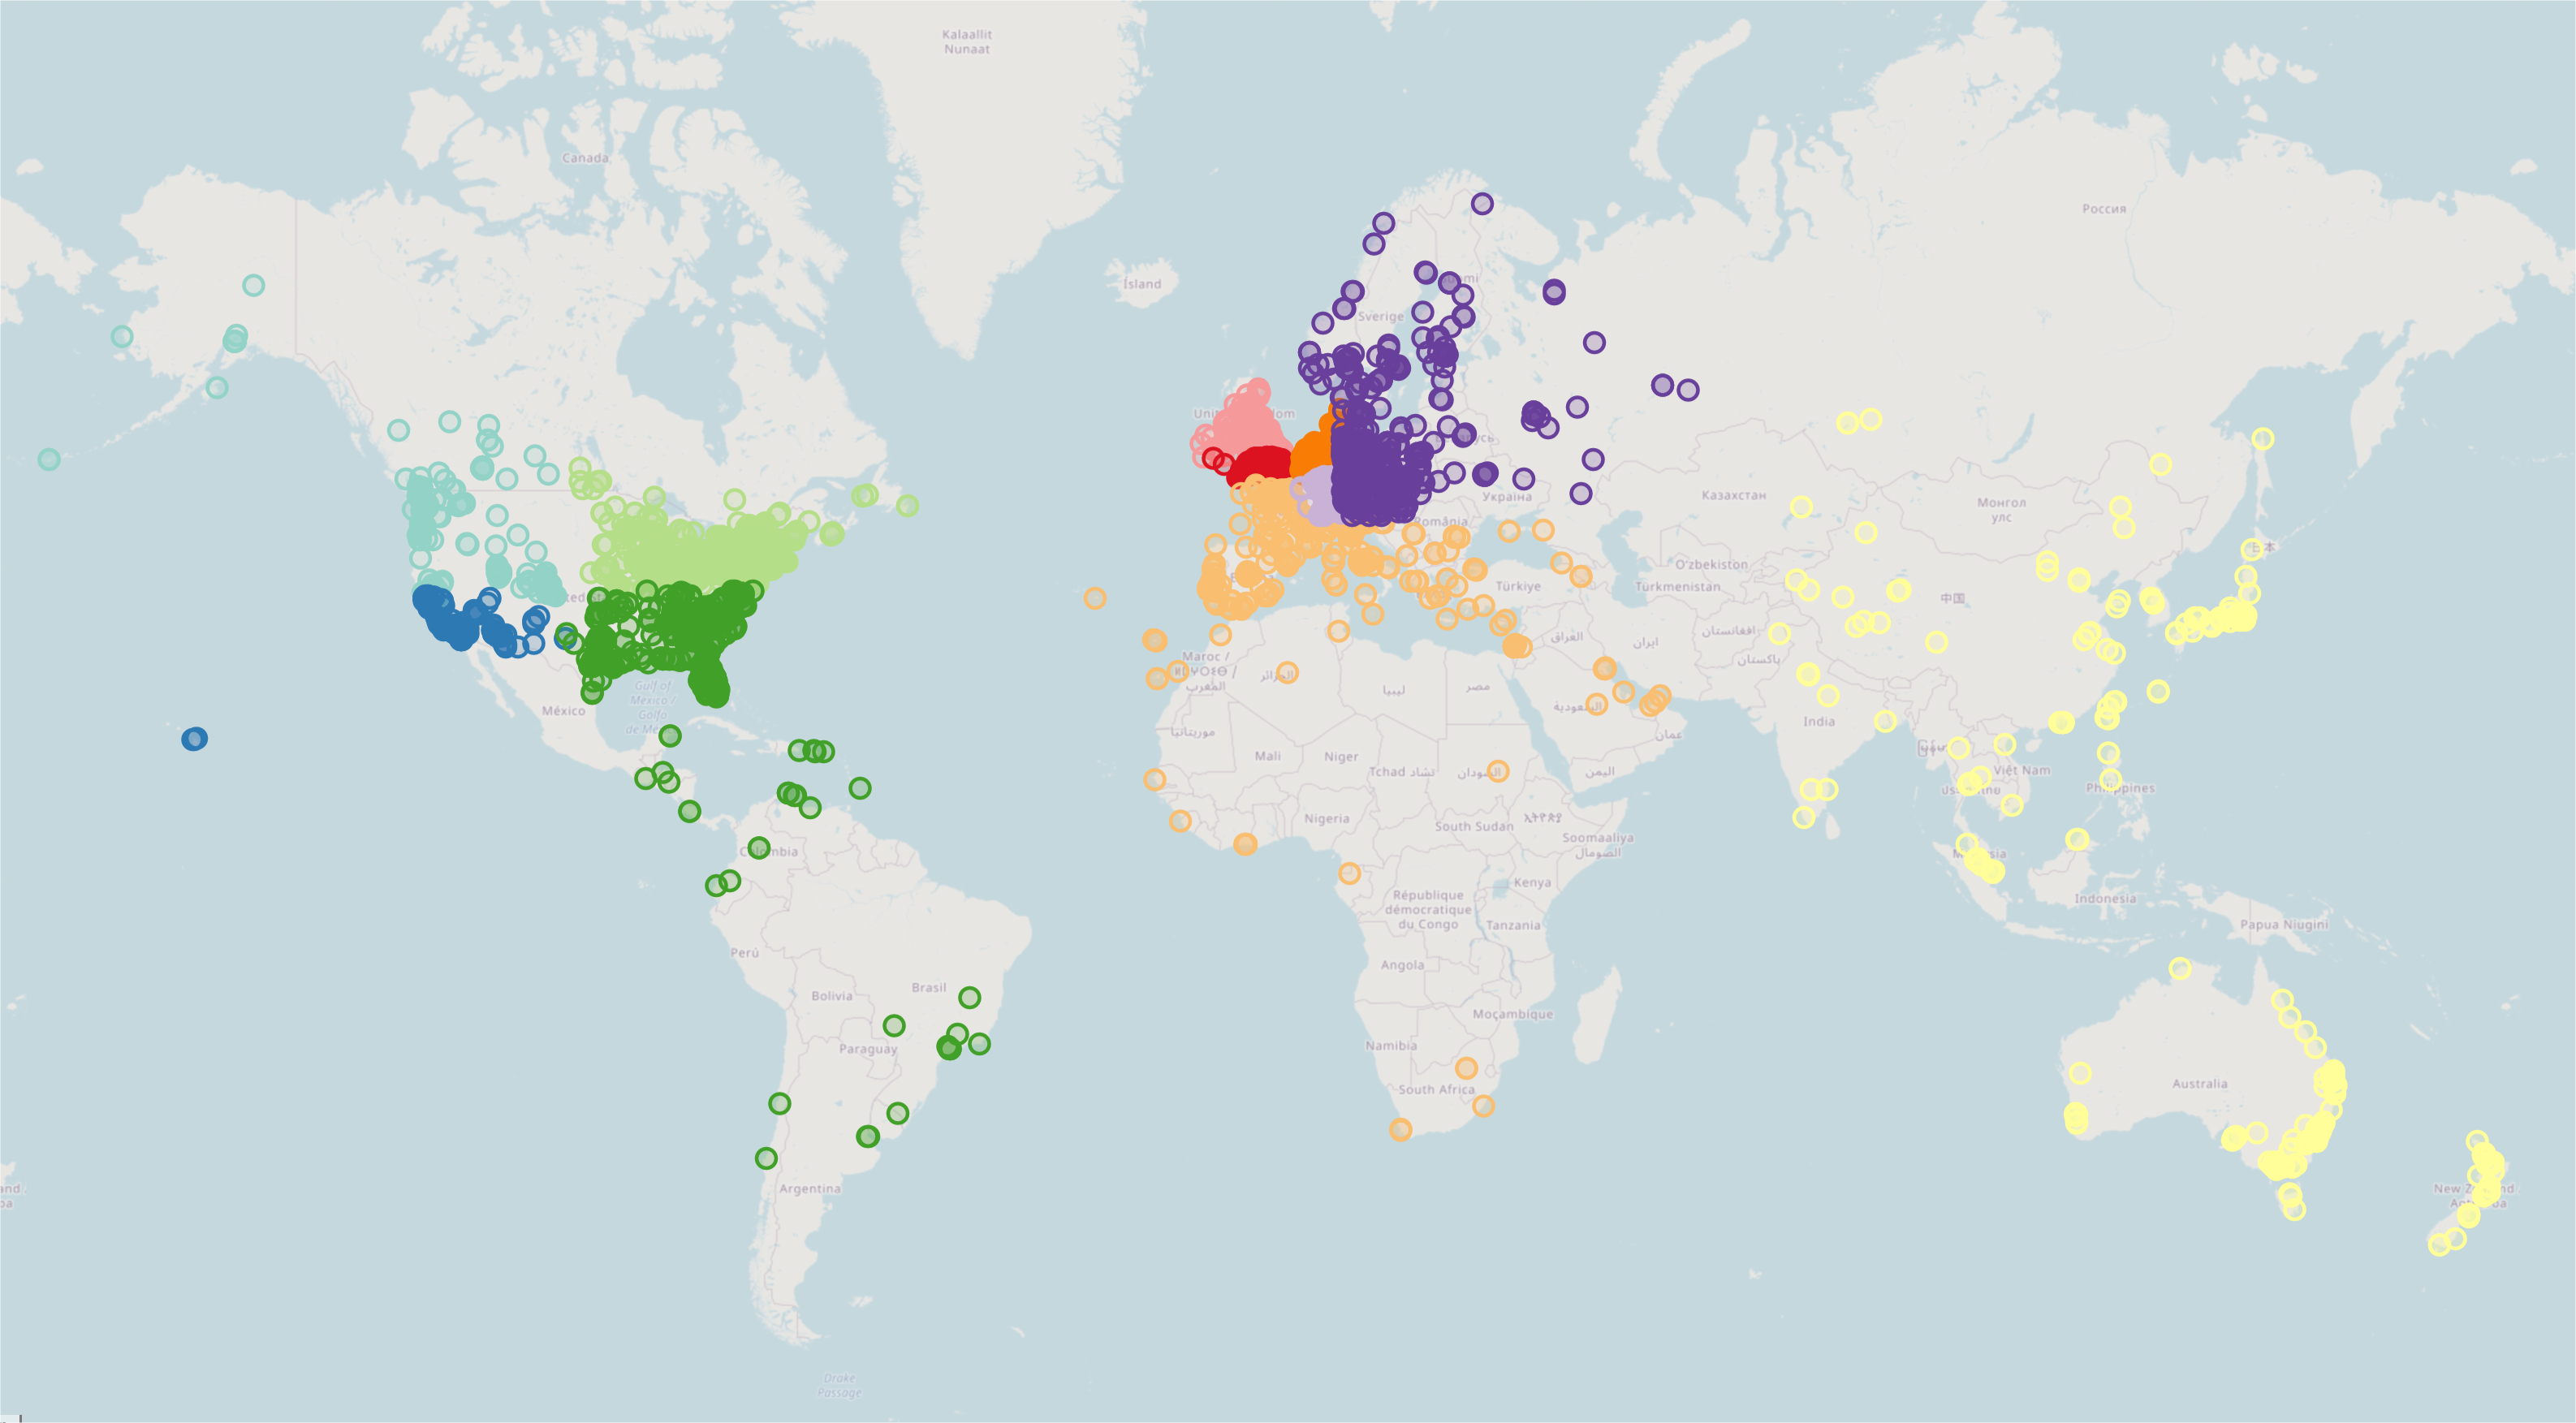 Kalaallit
Nunaat
Canada
Россия
Ísland
Sverige
Казахстан
Монгол
улс
Україна
România
O'zbekiston
Türkiye
Türkmenistan
中国
日本
العراق
ایران
افغانستان
پاکستان
Maroc /
ⵍⵎⵖⵔⵉⴱ /
المغرب
الجزائر
ليبيا
مصر
السعودية
Gulf of
Mexico /
Golfo
de Mé
México
India
موريتانيا
عمان
Mali
Niger
Tchad تشاد
السودان
اليمن
Việt Nam
Philippines
Nigeria
South Sudan
ኢትዮጵያ
Soomaaliya
الصومال
Colombia
Kenya
République
démocratique
du Congo
Tanzania
Indonesia
Papua Niugini
Perú
Angola
Brasil
Bolivia
Moçambique
Namibia
Paraguay
South Africa
Australia
Argentina
New Zealand
Drake
Passage